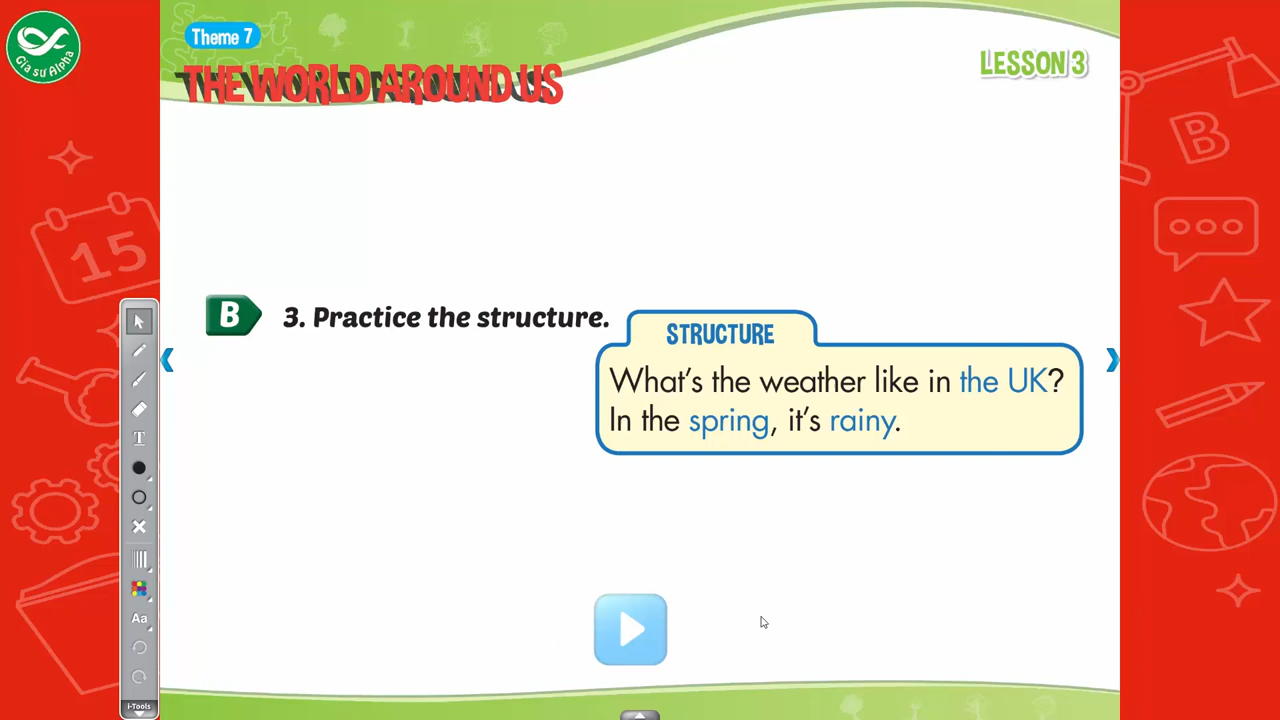 Gia sư Alpha
Theme 7
THE WORLD AROUND US
LESSON 3
B
15
B
3. Practice the structure.
STRUCTURE
What's the weather like in the UK?
In the spring, it's rainy.
T
Aa
i-Tools